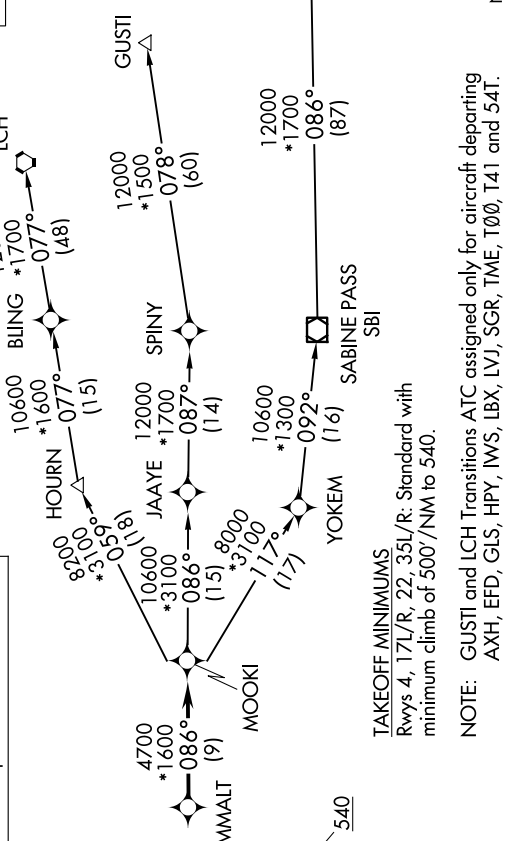 GUSTI
LCH
12000
*1700
086°
(87)
12000
*1500
078°
(60)
*1700
077°
(48)
BLING
SPINY
SABINE PASS
SBI
10600
*1600
077°
(15)
12000
*1700
087°
(14)
10600
*1300
092°
(16)
HOURN
JAAYE
YOKEM
8200
*3100
059°
(18)
10600
*3100
086°
(15)
8000
*3100
117°
(17)
MOOKI
4700
*1600
086°
(9)
MMALT
540
TAKEOFF MINIMUMS
Rwys 4, 17L/R, 22, 35L/R: Standard with
minimum climb of 500'/NM to 540.
NOTE: GUSTI and LCH Transitions ATC assigned only for aircraft departing
AXH, EFD, GLS, HPY, IWS, LBX, LVJ, SGR, TME, TØØ, T41 and 54T.